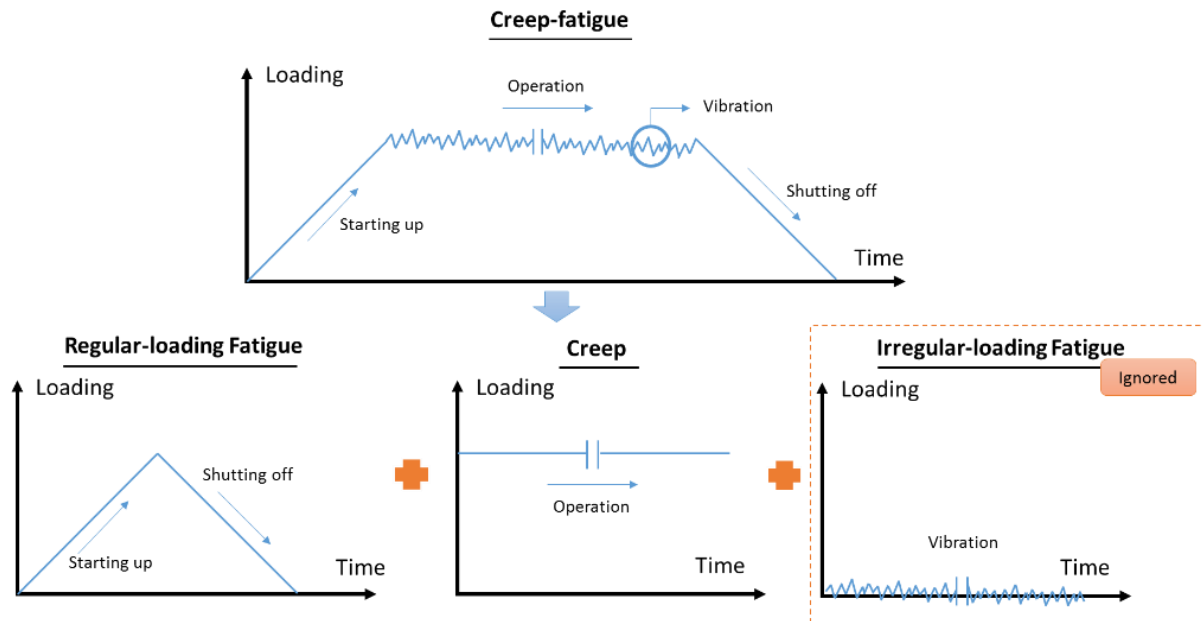 Creep-fatigue
Loading
Operation
Vibration
Starting up
Shutting off
Time
Regular-loading Fatigue
Loading
Shutting off
Starting up
Time
Creep
Loading
Operation
Time
Irregular-loading Fatigue
Ignored
Loading
Vibration
Time